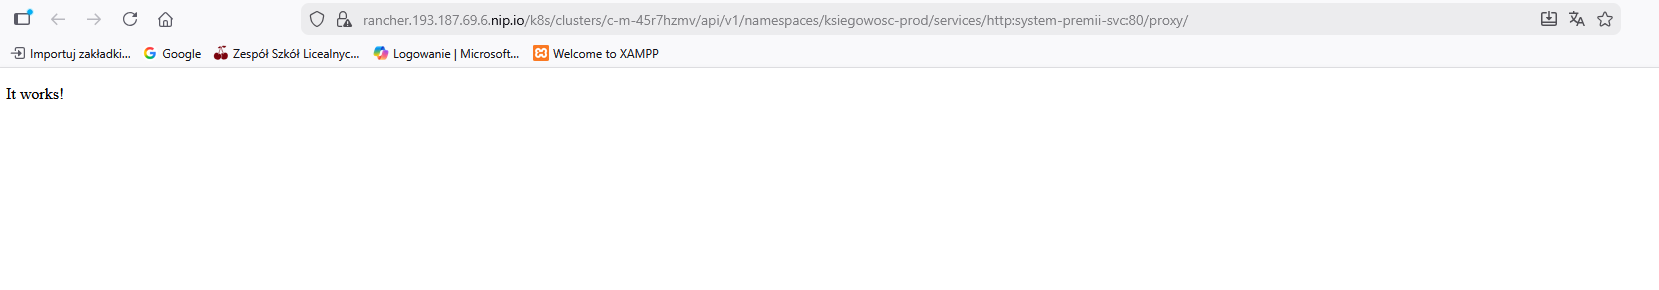 rancher.193.187.69.6.nip.io/k8s/clusters/c-m-45r7hzmv/api/v1/namespaces/ksiegowosc-prod/services/http:system-premii-svc:80/proxy/
Importuj zakładki... Google Zespół Szkół Licealnyc... Logowanie | Microsoft... Welcome to XAMPP
It works!